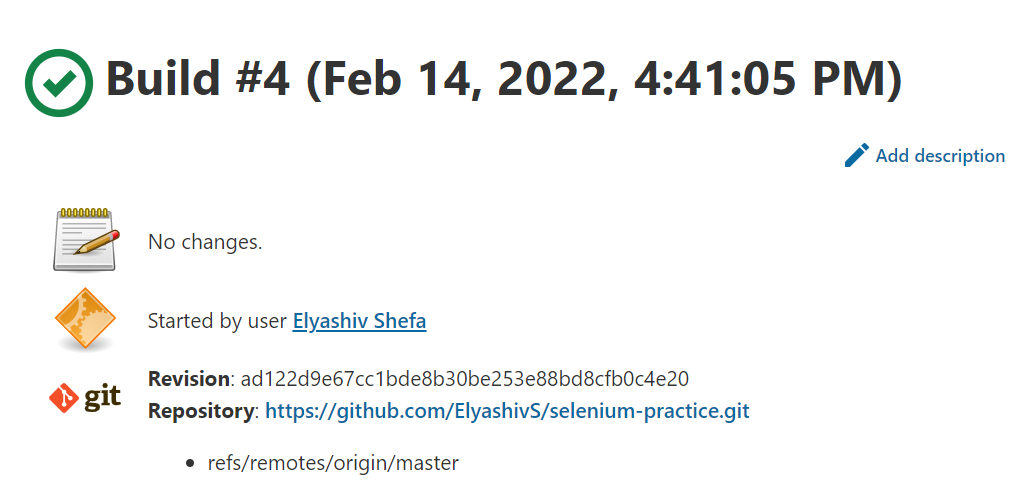 Build #4 (Feb 14, 2022, 4:41:05 PM)
Add description
No changes.
Started by user Elyashiv Shefa
git
Revision: ad122d9e67cc1bde8b30be253e88bd8cfb0c4e20
Repository: https://github.com/ElyashivS/selenium-practice.git
refs/remotes/origin/master